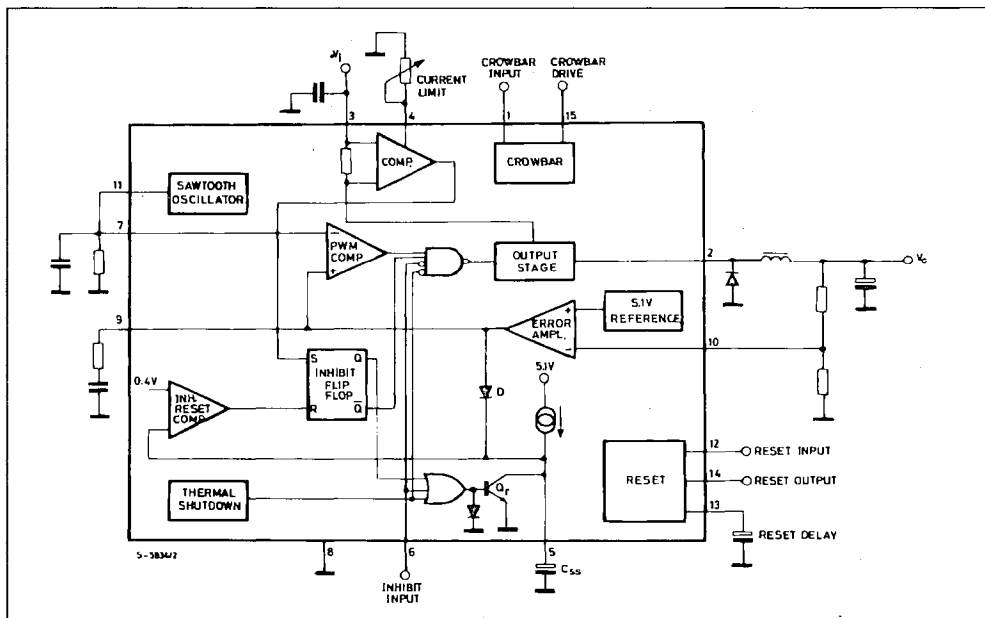 Vi
CURRENT
LIMIT
CROWBAR
INPUT
CROWBAR
DRIVE
3
4
1
15
COMP.
CROWBAR
11
SAWTOOTH
OSCILLATOR
7
−
PWM
COMP
+
OUTPUT
STAGE
2
Vo
5.1V
REFERENCE
+
ERROR
AMPL.
−
10
9
0.4V
INH.
RESET
COMP
S Q
INHIBIT
FLIP
FLOP
R Q̅
D
5.1V
12
RESET INPUT
RESET
14
RESET OUTPUT
13
RESET DELAY
THERMAL
SHUTDOWN
Qr
S-5834/2
8
6
5
INHIBIT
INPUT
CSS